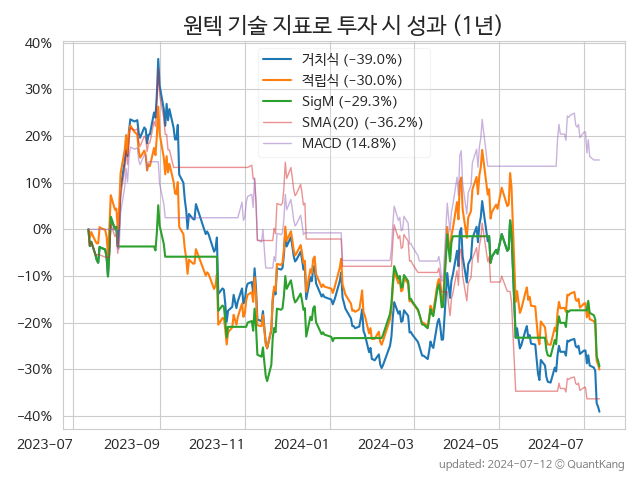 원텍 기술 지표로 투자 시 성과 (1년)
40%
30%
20%
10%
0%
−10%
−20%
−30%
−40%
거치식 (−39.0%)
적립식 (−30.0%)
SigM (−29.3%)
SMA(20) (−36.2%)
MACD (14.8%)
2023-07 2023-09 2023-11 2024-01 2024-03 2024-05 2024-07
updated: 2024-07-12 © QuantKang